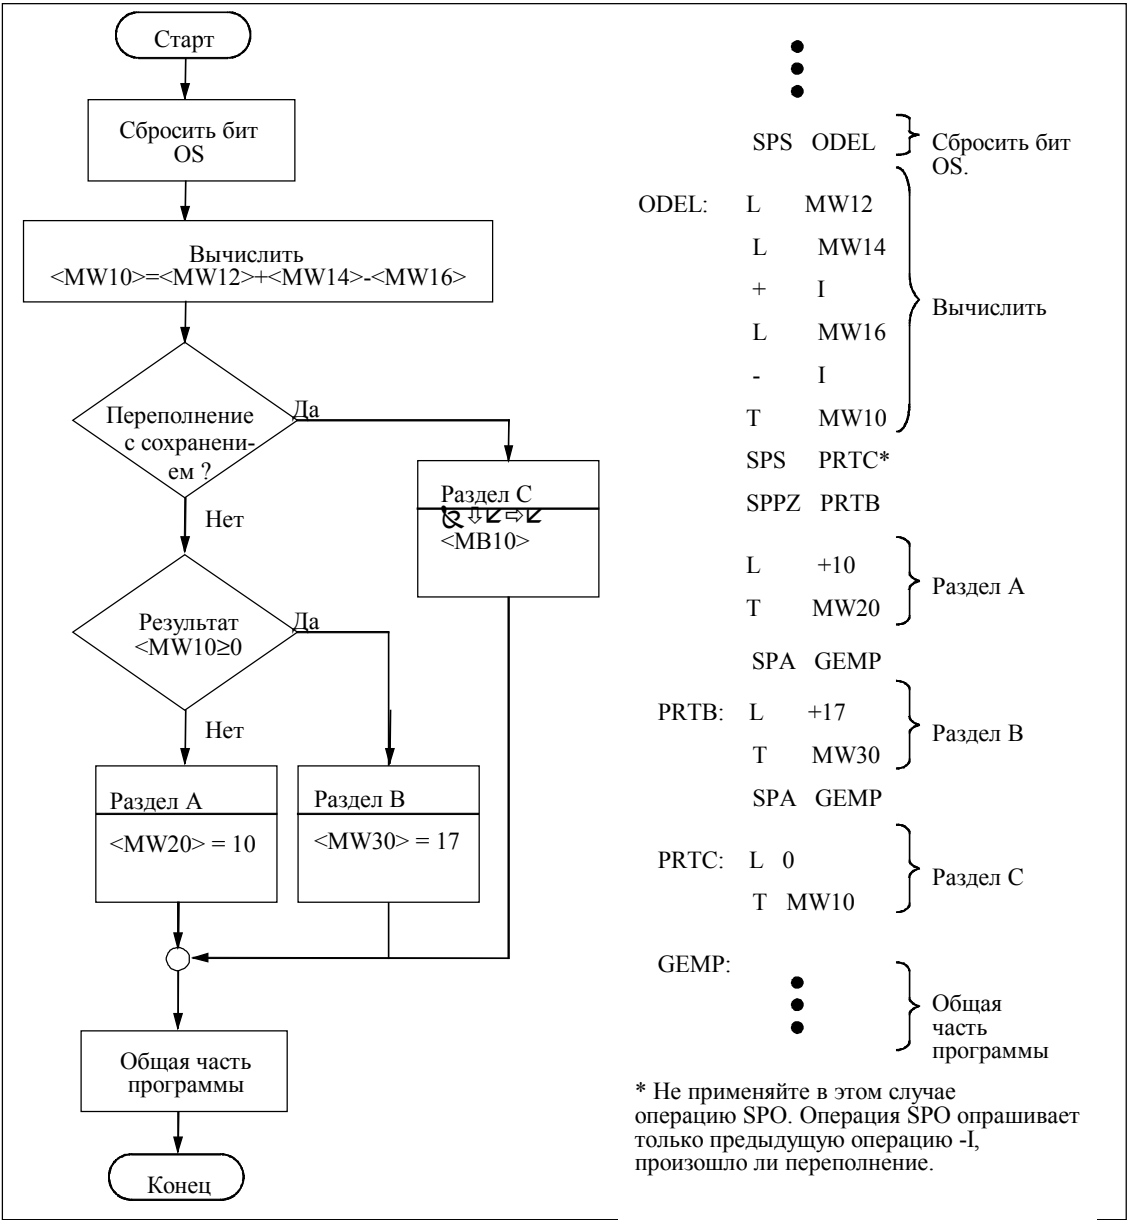 Старт
Сбросить бит
OS
Вычислить
<MW10>=<MW12>+<MW14>-<MW16>
Переполнение
с сохранени-
ем ?
Да
Нет
Раздел C
<MB10>
Результат
<MW10≥0
Да
Нет
Раздел A
<MW20> = 10
Раздел B
<MW30> = 17
Общая часть
программы
Конец
SPS ODEL
Сбросить бит
OS.
ODEL: L MW12
L MW14
+ I
L MW16
- I
T MW10
Вычислить
SPS PRTC*
SPPZ PRTB
L +10
T MW20
Раздел A
SPA GEMP
PRTB: L +17
T MW30
Раздел B
SPA GEMP
PRTC: L 0
T MW10
Раздел C
GEMP:
Общая
часть
программы
* Не применяйте в этом случае
операцию SPO. Операция SPO опрашивает
только предыдущую операцию -I,
произошло ли переполнение.